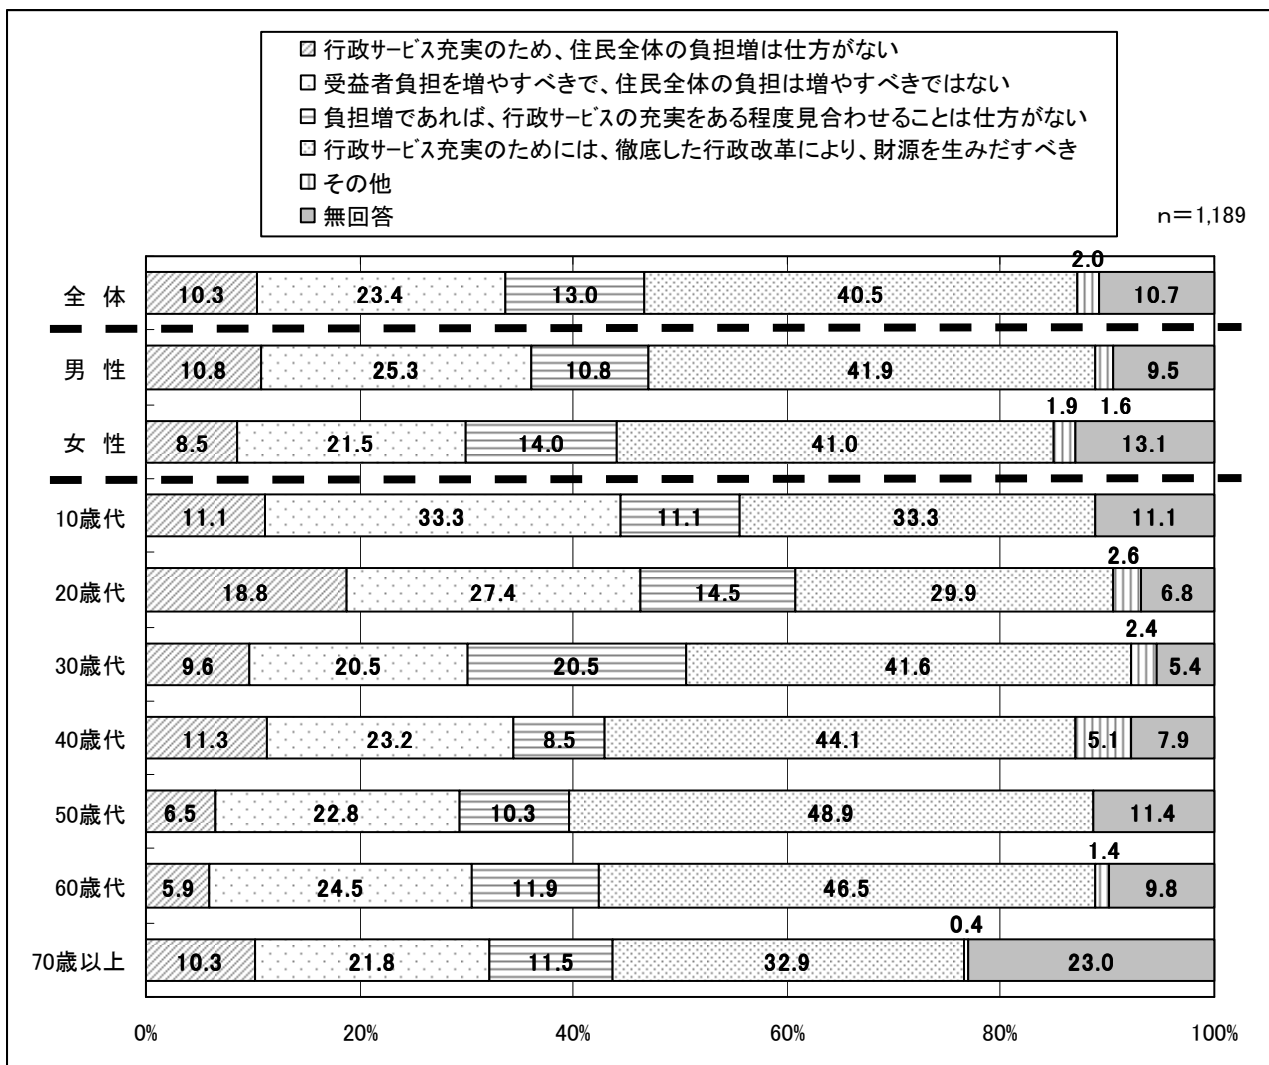 行政サービス充実のため、住民全体の負担増は仕方がない
受益者負担を増やすべきで、住民全体の負担は増やすべきではない
負担増であれば、行政サービスの充実をある程度見合わせることは仕方がない
行政サービス充実のためには、徹底した行政改革により、財源を生みだすべき
その他
無回答
n=1,189
2.0
全 体 10.3 23.4 13.0 40.5 10.7
男 性 10.8 25.3 10.8 41.9 9.5
1.9 1.6
女 性 8.5 21.5 14.0 41.0 13.1
10歳代 11.1 33.3 11.1 33.3 11.1
2.6
20歳代 18.8 27.4 14.5 29.9 6.8
2.4
30歳代 9.6 20.5 20.5 41.6 5.4
40歳代 11.3 23.2 8.5 44.1 5.1 7.9
50歳代 6.5 22.8 10.3 48.9 11.4
1.4
60歳代 5.9 24.5 11.9 46.5 9.8
0.4
70歳以上 10.3 21.8 11.5 32.9 23.0
0% 20% 40% 60% 80% 100%